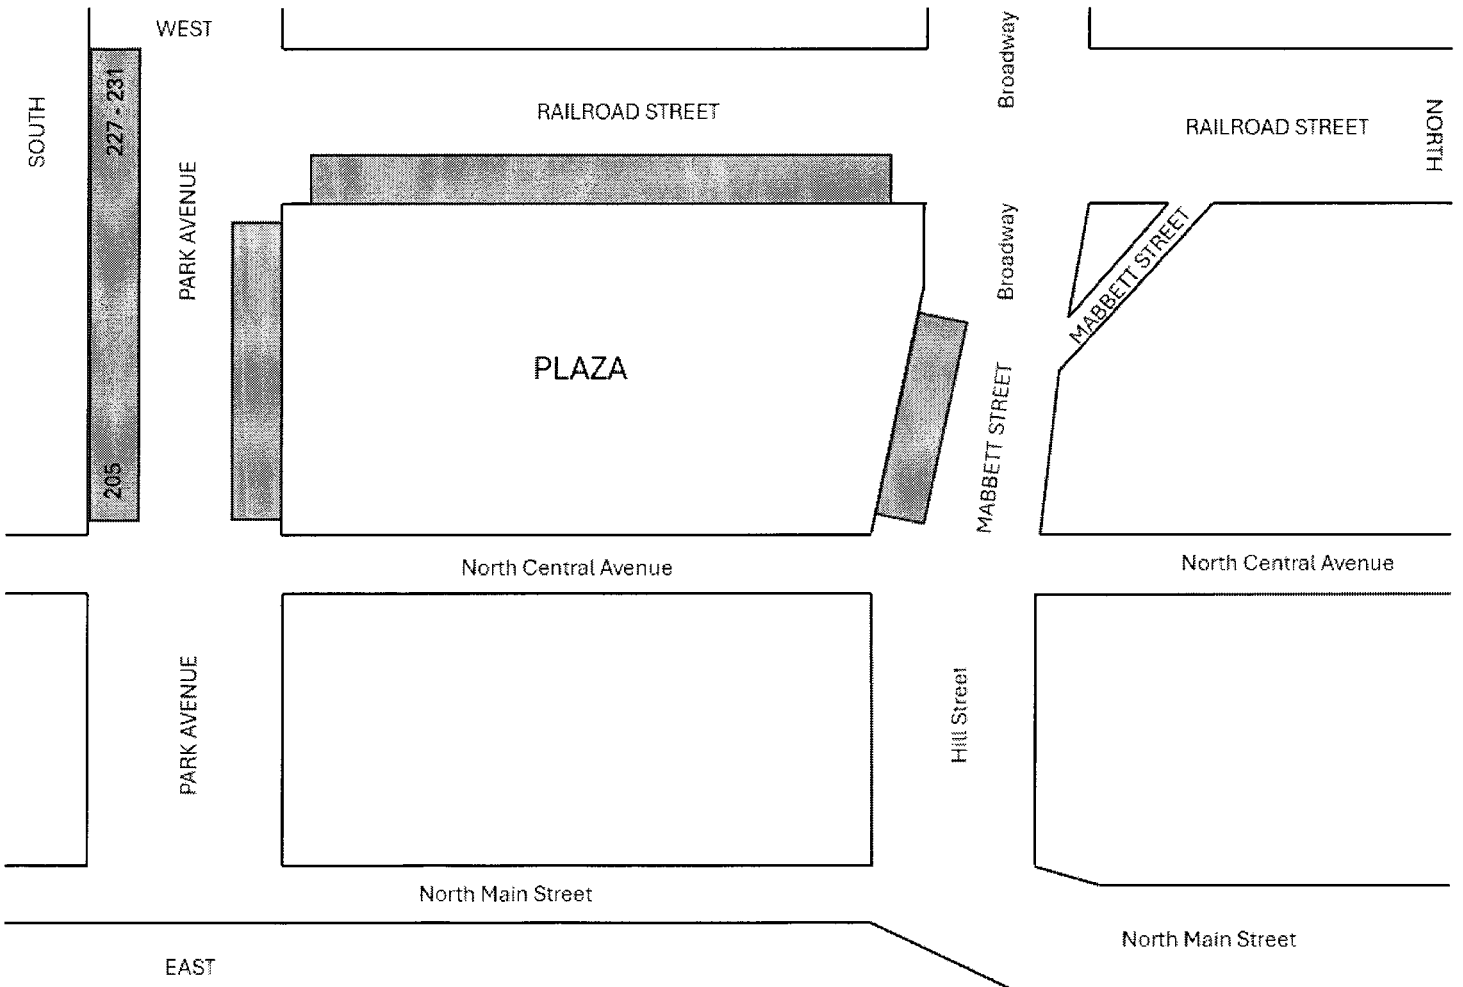 WEST
Broadway
SOUTH
227 - 231
RAILROAD STREET
RAILROAD STREET
NORTH
PARK AVENUE
Broadway
MABBETT STREET
PLAZA
MABBETT STREET
205
North Central Avenue
North Central Avenue
PARK AVENUE
Hill Street
North Main Street
North Main Street
EAST